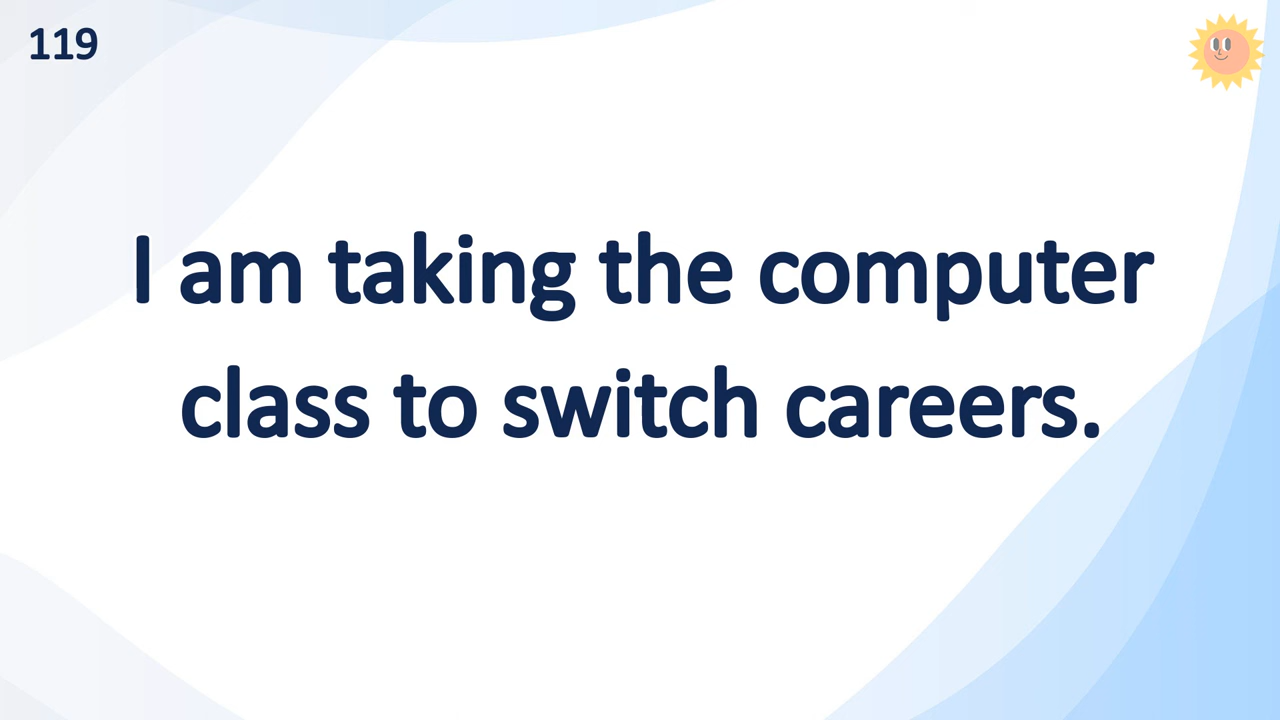 119
I am taking the computer
class to switch careers.